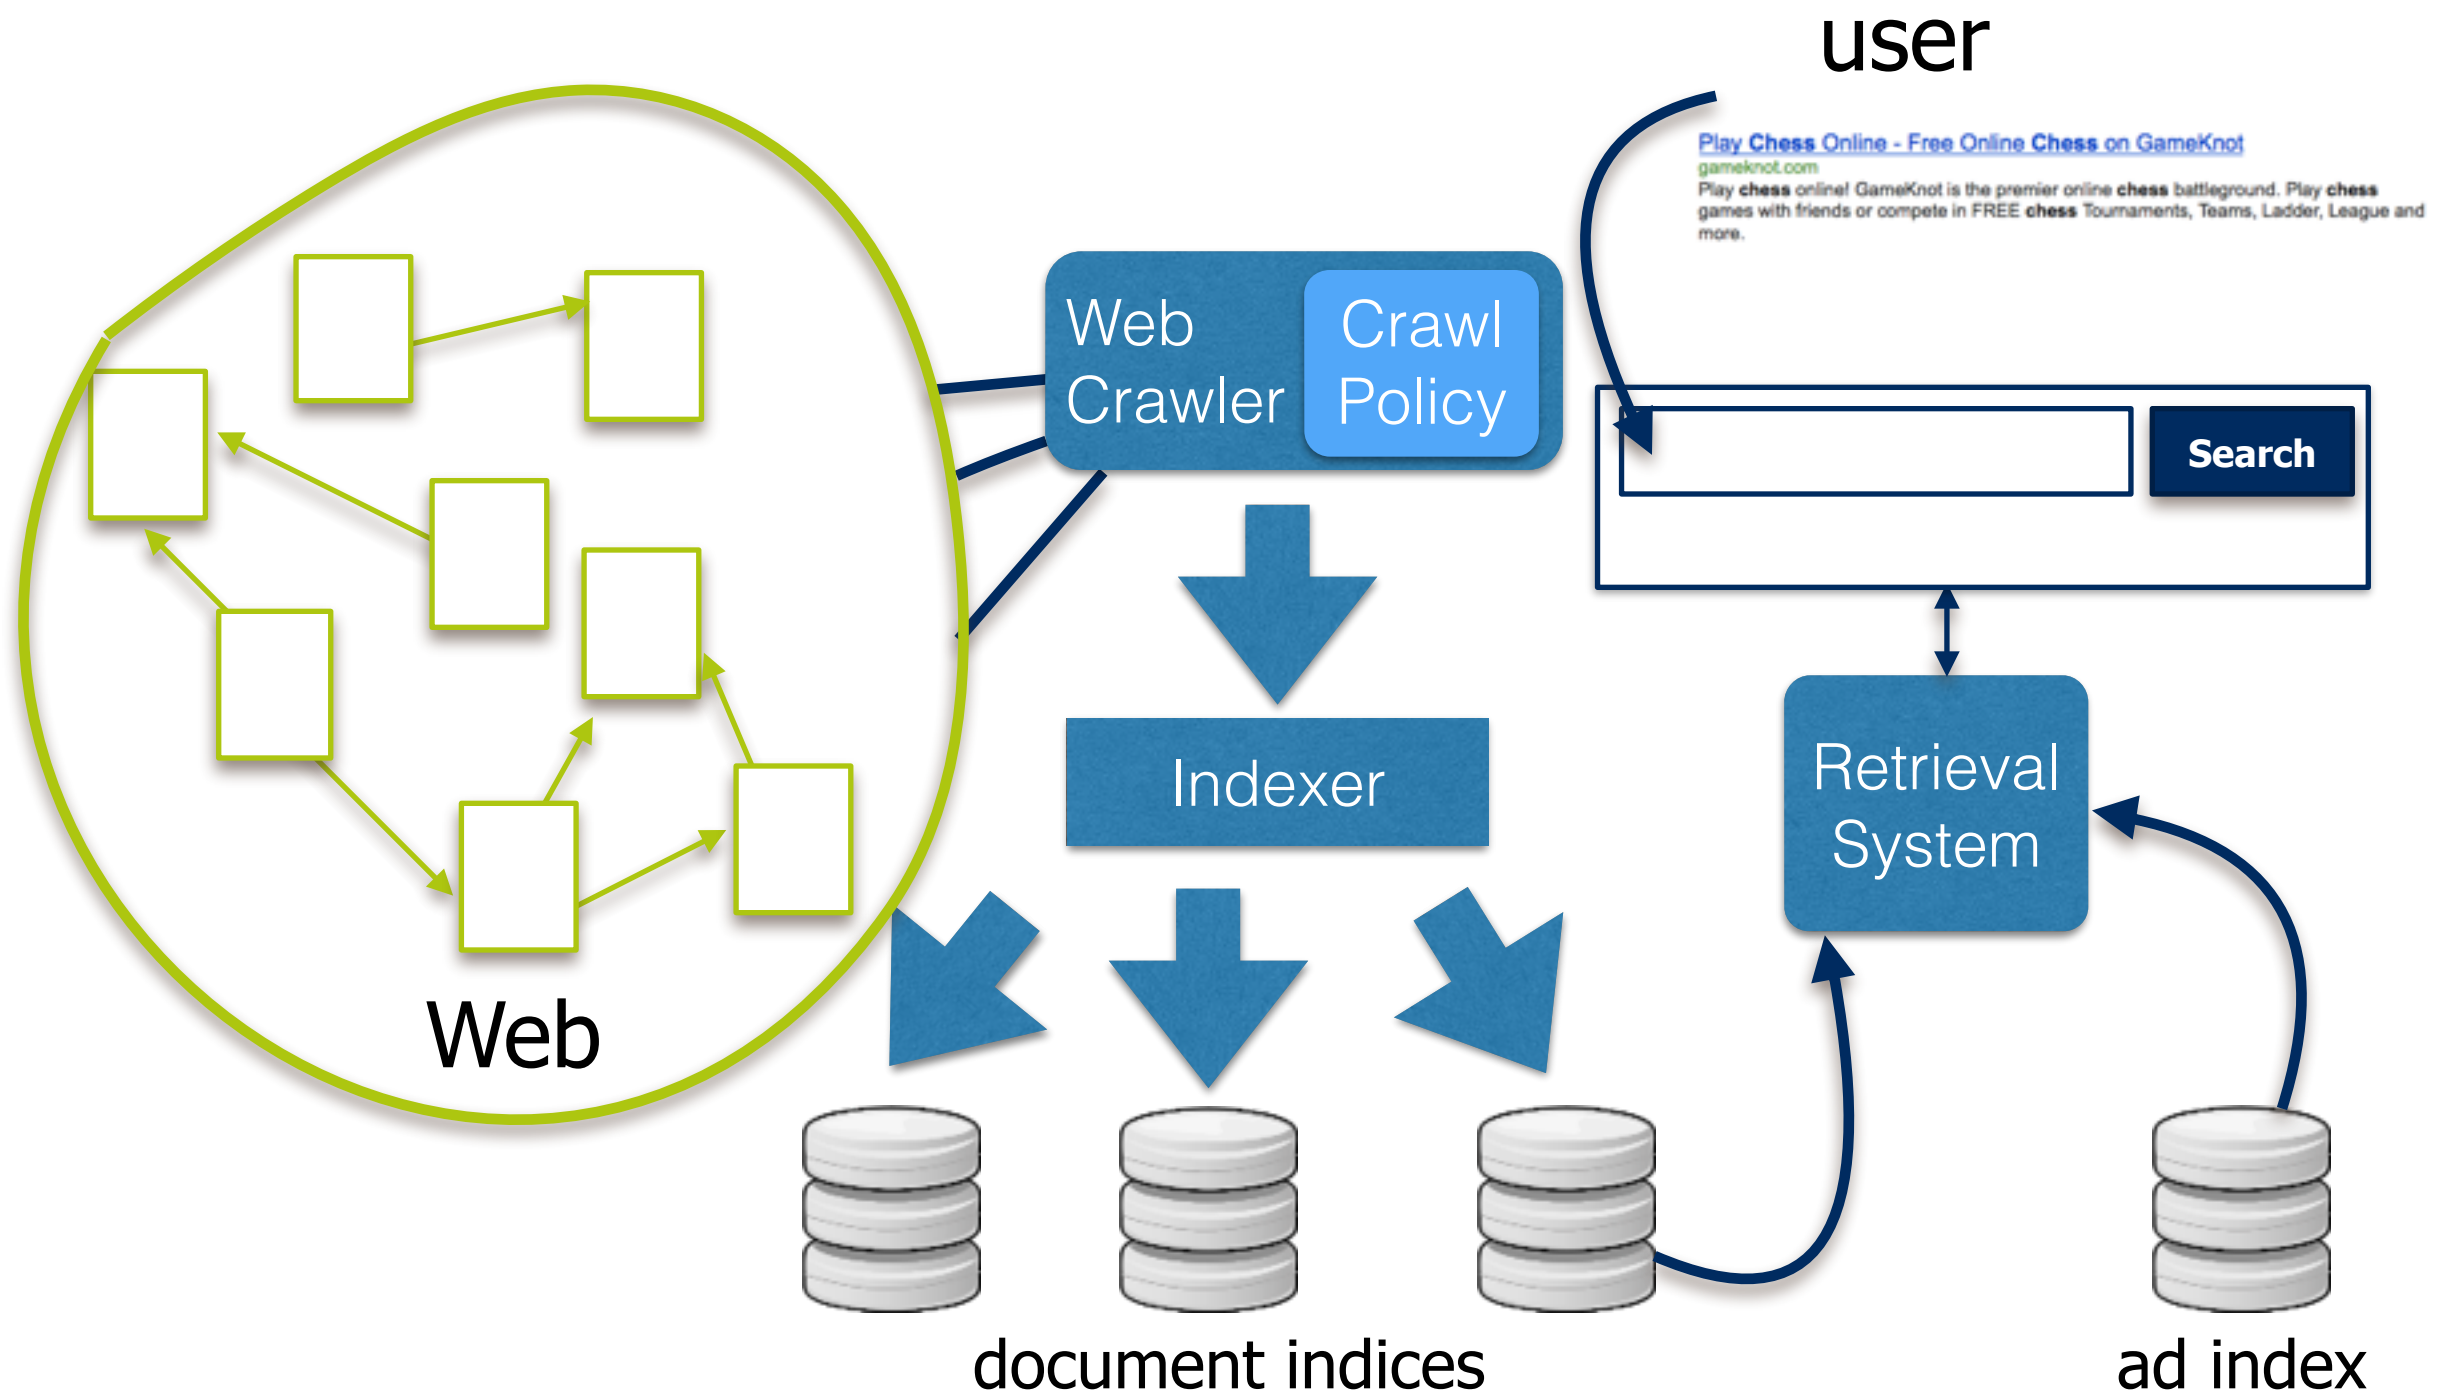 user
Play Chess Online - Free Online Chess on GameKnot
gameknot.com
Play chess online! GameKnot is the premier online chess battleground. Play chess
games with friends or compete in FREE chess Tournaments, Teams, Ladder, League and
more.
Web
Crawler
Crawl
Policy
Search
Indexer
Retrieval
System
Web
document indices
ad index